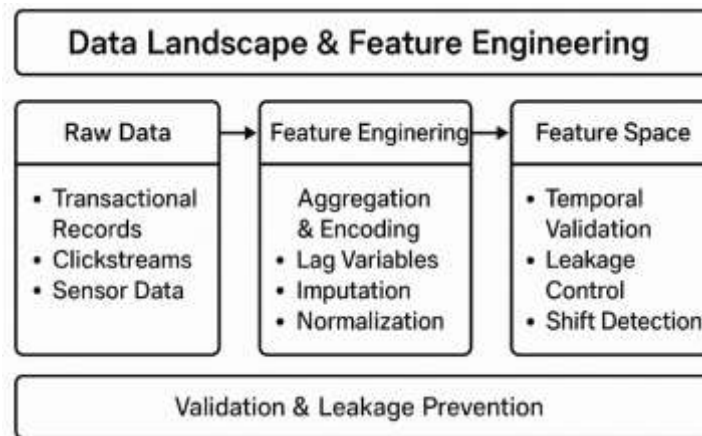 Data Landscape & Feature Engineering
Raw Data
• Transactional
Records
• Clickstreams
• Sensor Data
Feature Enginering
Aggregation
& Encoding
• Lag Variables
• Imputation
• Normalization
Feature Space
• Temporal
Validation
• Leakage
Control
• Shift Detection
Validation & Leakage Prevention